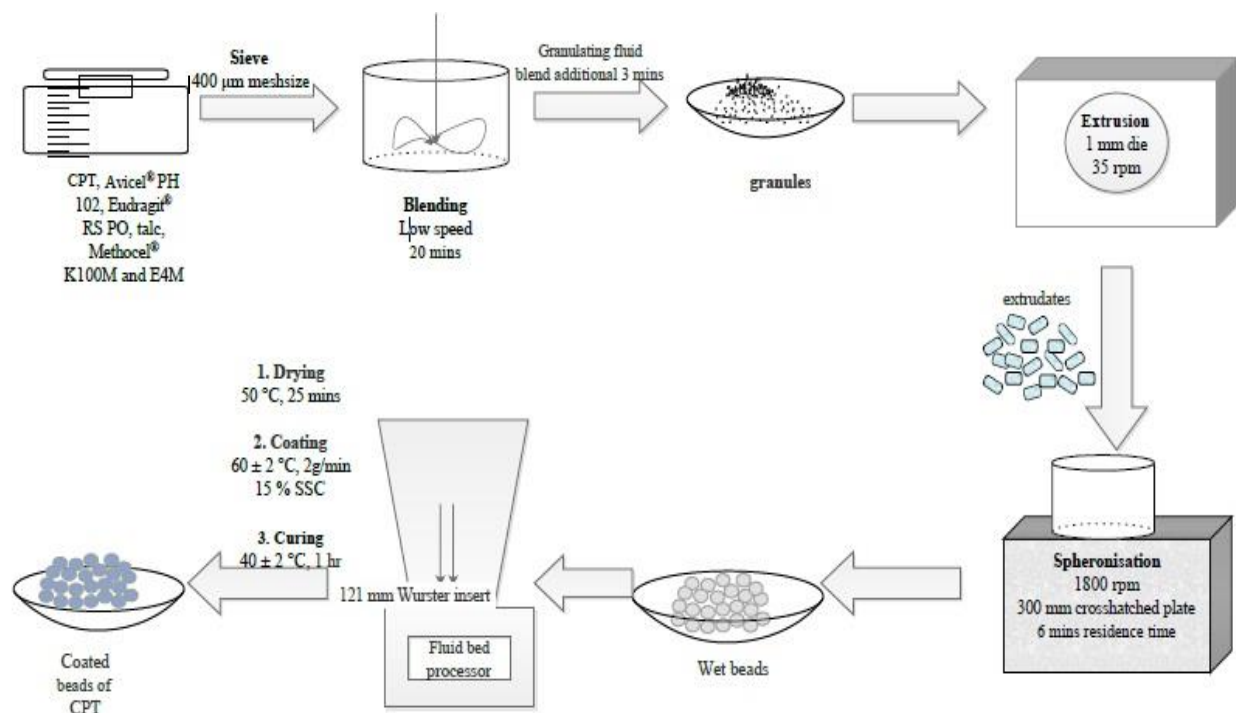 Sieve
400 µm meshsize
CPT, Avicel® PH
102, Eudragit®
RS PO, talc,
Methocel®
K100M and E4M
Blending
Low speed
20 mins
Granulating fluid
blend additional 3 mins
granules
Extrusion
1 mm die
35 rpm
extrudates
Spheronisation
1800 rpm
300 mm crosshatched plate
6 mins residence time
Wet beads
1. Drying
50 °C, 25 mins
2. Coating
60 ± 2 °C, 2g/min
15 % SSC
3. Curing
40 ± 2 °C, 1 hr
121 mm Wurster insert
Fluid bed
processor
Coated
beads of
CPT